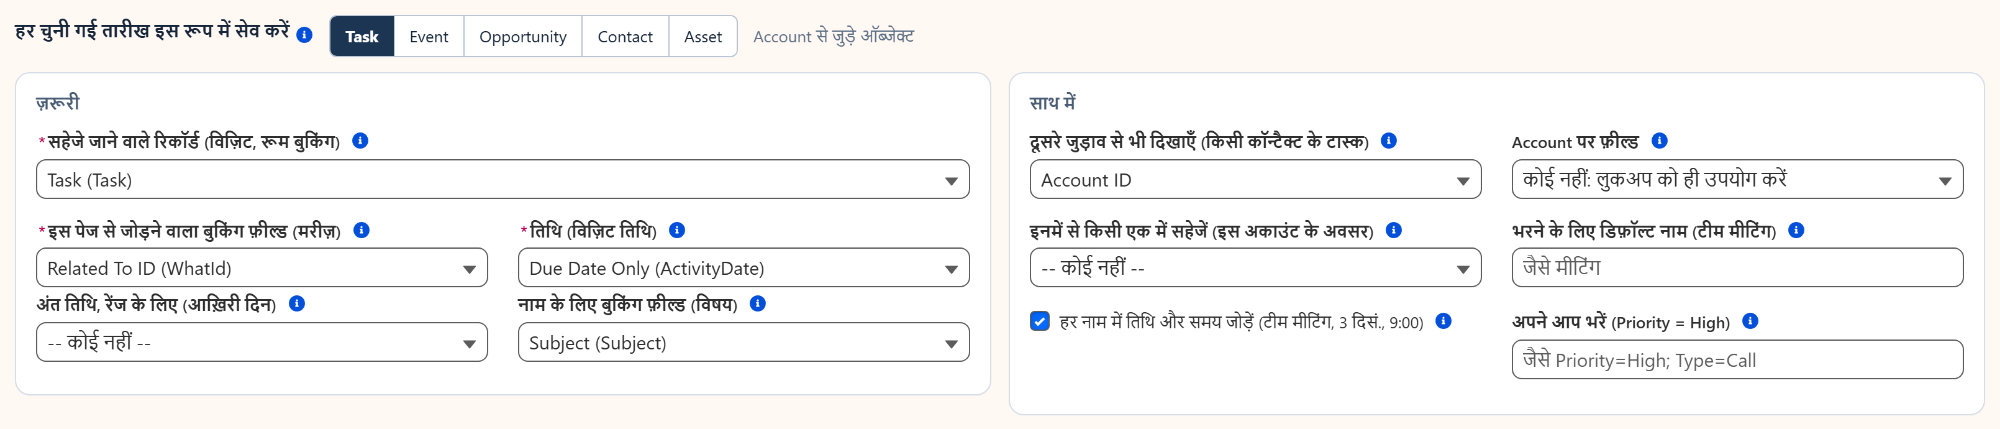 हर चुनी गई तारीख इस रूप में सेव करें Task Event Opportunity Contact Asset Account से जुड़े ऑब्जेक्ट
ज़रूरी
*सहेजे जाने वाले रिकॉर्ड (विज़िट, रूम बुकिंग)
Task (Task)
*इस पेज से जोड़ने वाला बुकिंग फ़ील्ड (मरीज़) *तिथि (विज़िट तिथि)
Related To ID (WhatId) Due Date Only (ActivityDate)
अंत तिथि, रेंज के लिए (आख़िरी दिन) नाम के लिए बुकिंग फ़ील्ड (विषय)
-- कोई नहीं -- Subject (Subject)
साथ में
दूसरे जुड़ाव से भी दिखाएँ (किसी कॉन्टैक्ट के टास्क) Account पर फ़ील्ड
Account ID कोई नहीं: लुकअप को ही उपयोग करें
इनमें से किसी एक में सहेजें (इस अकाउंट के अवसर) भरने के लिए डिफ़ॉल्ट नाम (टीम मीटिंग)
-- कोई नहीं -- जैसे मीटिंग
हर नाम में तिथि और समय जोड़ें (टीम मीटिंग, 3 दिसं., 9:00) अपने आप भरें (Priority = High)
जैसे Priority=High; Type=Call